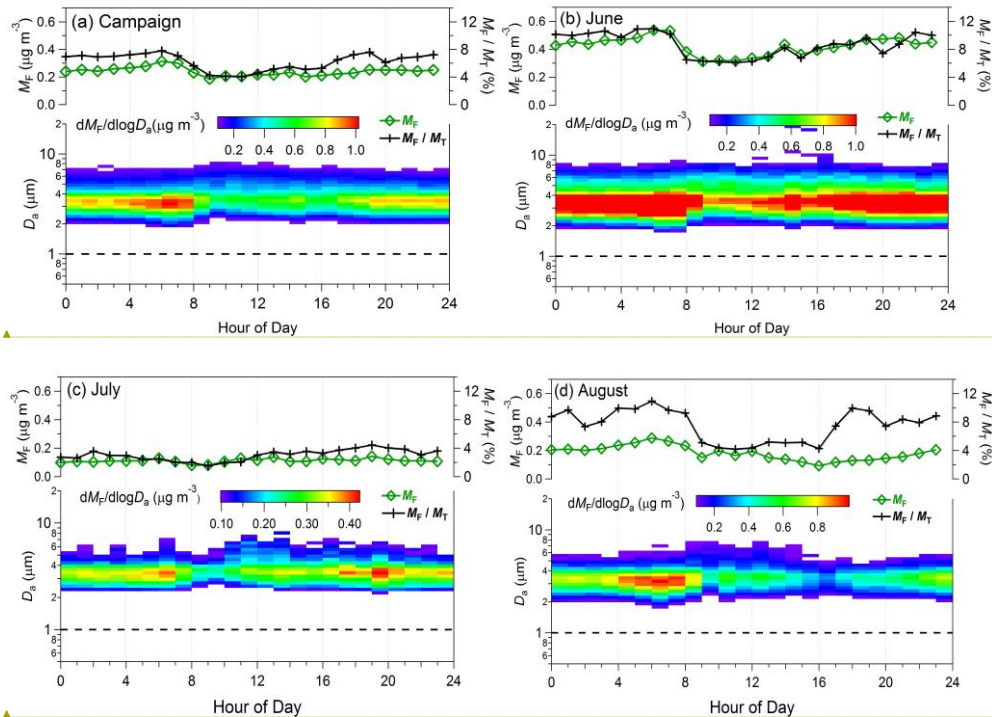 (a) Campaign
M_F (µg m⁻³)
0.6
0.4
0.2
0.0
12
8
4
0
M_F / M_T (%)
dM_F/dlogD_a(µg m⁻³)
0.2 0.4 0.6 0.8 1.0
M_F
M_F / M_T
D_a (µm)
2
10
8
6
4
2
1
8
6
0 4 8 12 16 20 24
Hour of Day
(b) June
M_F (µg m⁻³)
0.6
0.4
0.2
0.0
12
8
4
0
M_F / M_T (%)
dM_F/dlogD_a (µg m⁻³)
0.2 0.4 0.6 0.8 1.0
M_F
M_F / M_T
D_a (µm)
2
10
8
6
4
2
1
8
6
0 4 8 12 16 20 24
Hour of Day
(c) July
M_F (µg m⁻³)
0.6
0.4
0.2
0.0
12
8
4
0
M_F / M_T (%)
dM_F/dlogD_a (µg m⁻³)
0.10 0.20 0.30 0.40
M_F
M_F / M_T
D_a (µm)
2
10
8
6
4
2
1
8
6
0 4 8 12 16 20 24
Hour of Day
(d) August
M_F (µg m⁻³)
0.6
0.4
0.2
0.0
12
8
4
0
M_F / M_T (%)
dM_F/dlogD_a (µg m⁻³)
0.2 0.4 0.6 0.8
M_F
M_F / M_T
D_a (µm)
2
10
8
6
4
2
1
8
6
0 4 8 12 16 20 24
Hour of Day